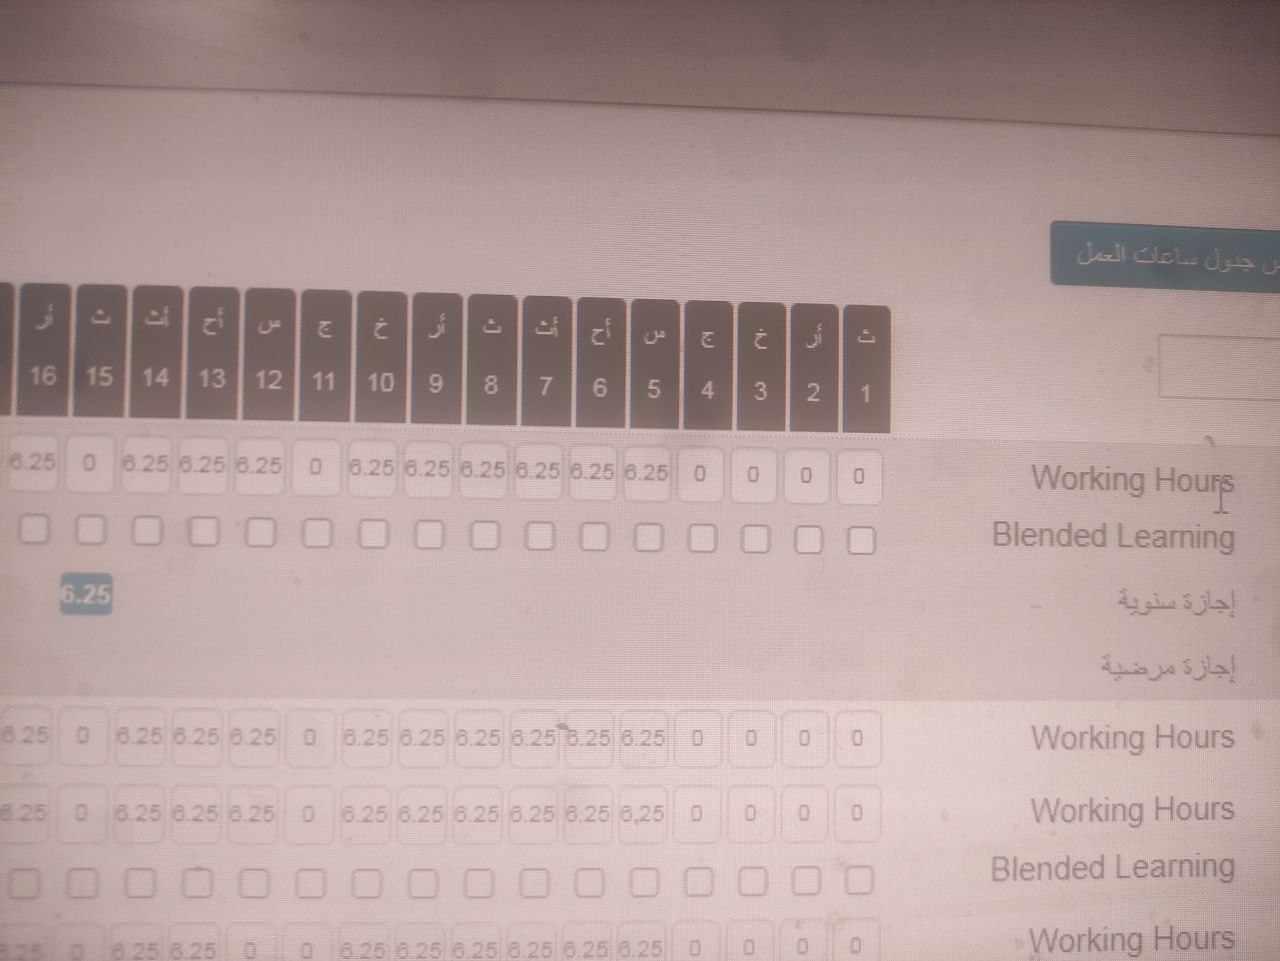 جدول ساعات العمل
ث أر خ ج س أح أث ث أر خ ج س أح أث ث أر
1 2 3 4 5 6 7 8 9 10 11 12 13 14 15 16
Working Hours 0 0 0 0 6.25 6.25 6.25 6.25 6.25 6.25 0 6.25 6.25 6.25 0 6.25
Blended Learning
إجازة سنوية 6.25
إجازة مرضية
Working Hours 0 0 0 0 6.25 6.25 6.25 6.25 6.25 6.25 0 6.25 6.25 6.25 0 6.25
Working Hours 0 0 0 0 6,25 6.25 6.25 6.25 6.25 6.25 0 6.25 6.25 6.25 0 6.25
Blended Learning
Working Hours 0 0 0 0 6.25 6.25 6.25 6.25 6.25 6.25 0 0 6.25 6.25 0